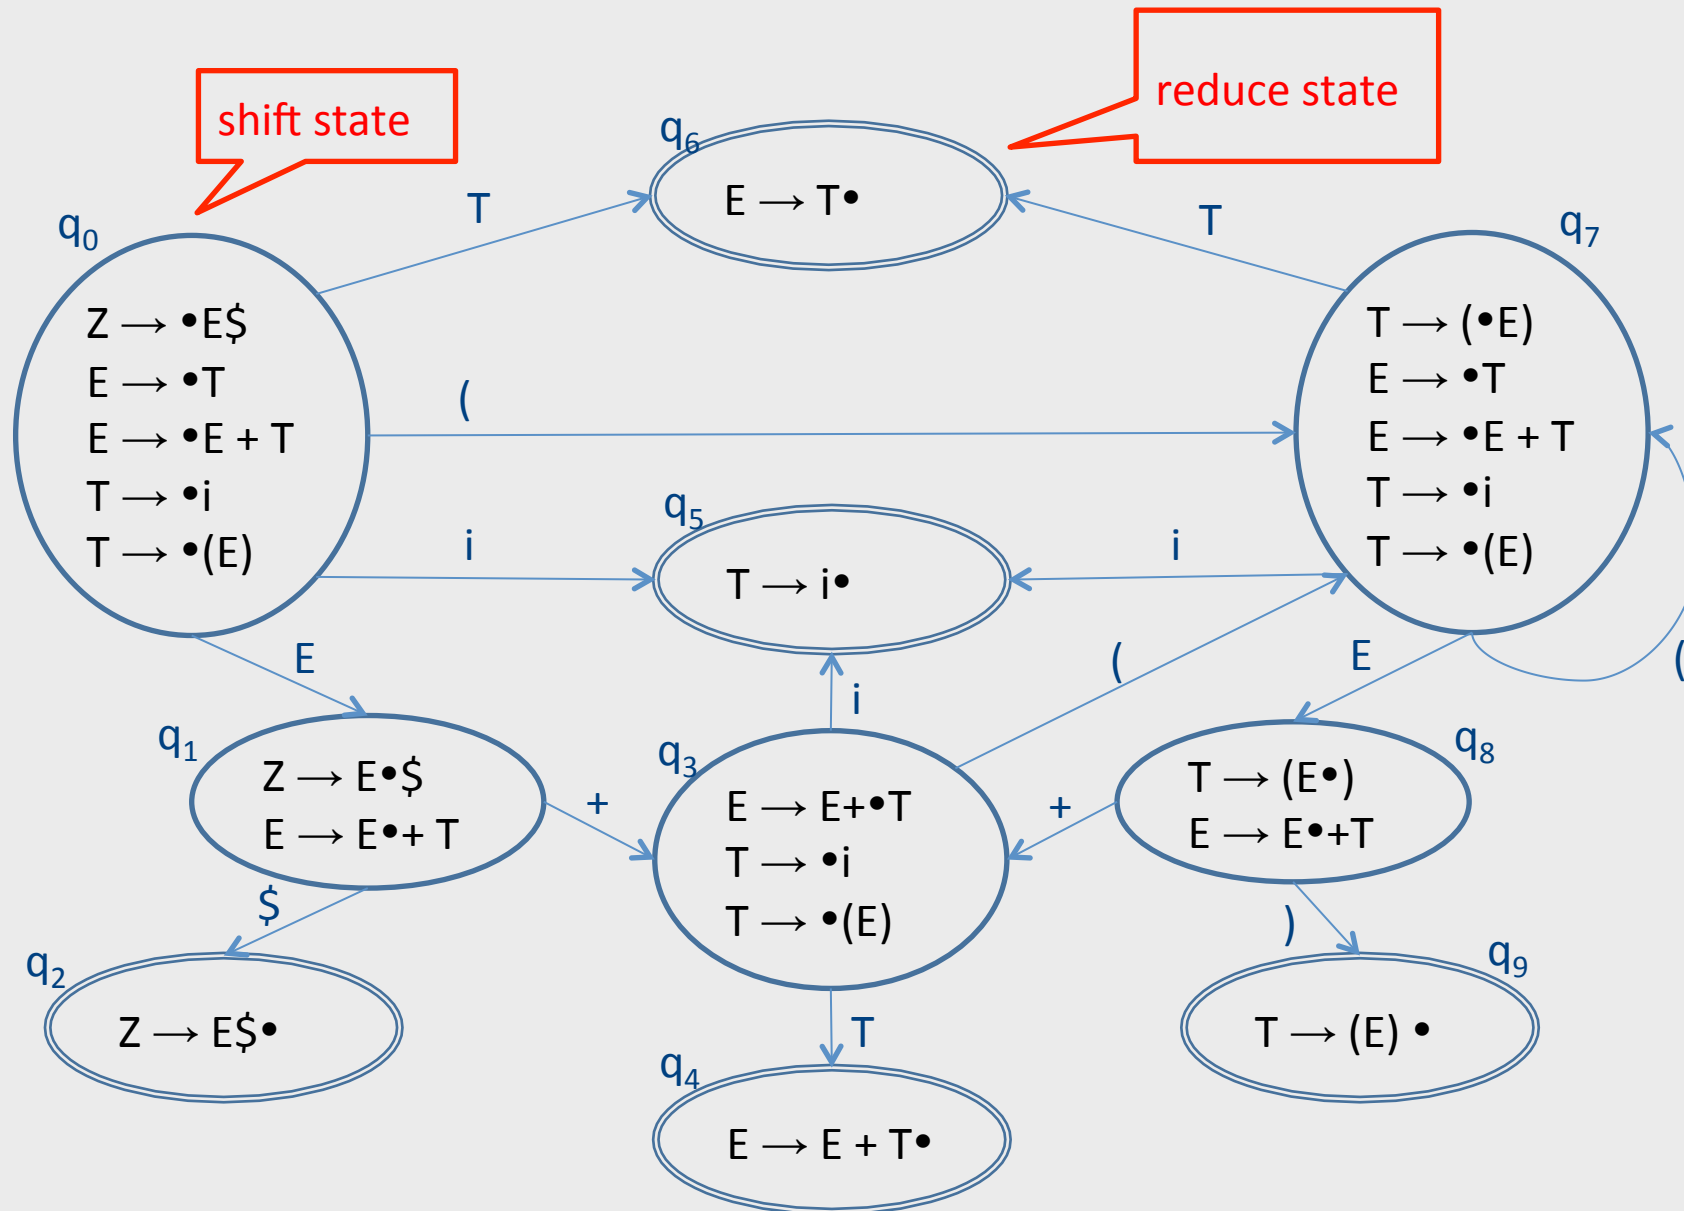 shift state
reduce state
q₆
E → T•
T
T
q₀
Z → •E$
E → •T
E → •E + T
T → •i
T → •(E)
q₇
T → (•E)
E → •T
E → •E + T
T → •i
T → •(E)
(
q₅
T → i•
i
i
E
i
(
E
(
q₁
Z → E•$
E → E•+ T
+
q₃
E → E+•T
T → •i
T → •(E)
+
q₈
T → (E•)
E → E•+T
$
)
q₂
Z → E$•
T
q₉
T → (E) •
q₄
E → E + T•